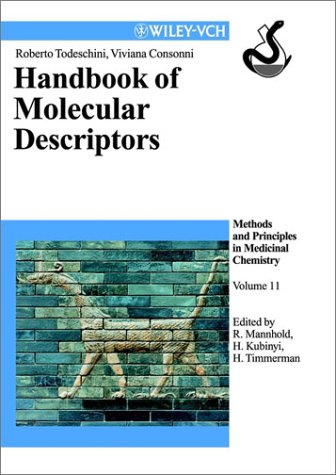 WILEY-VCH
Roberto Todeschini, Viviana Consonni
Handbook of
Molecular
Descriptors
Methods
and Principles
in Medicinal
Chemistry
Volume 11
Edited by
R. Mannhold,
H. Kubinyi,
H. Timmerman